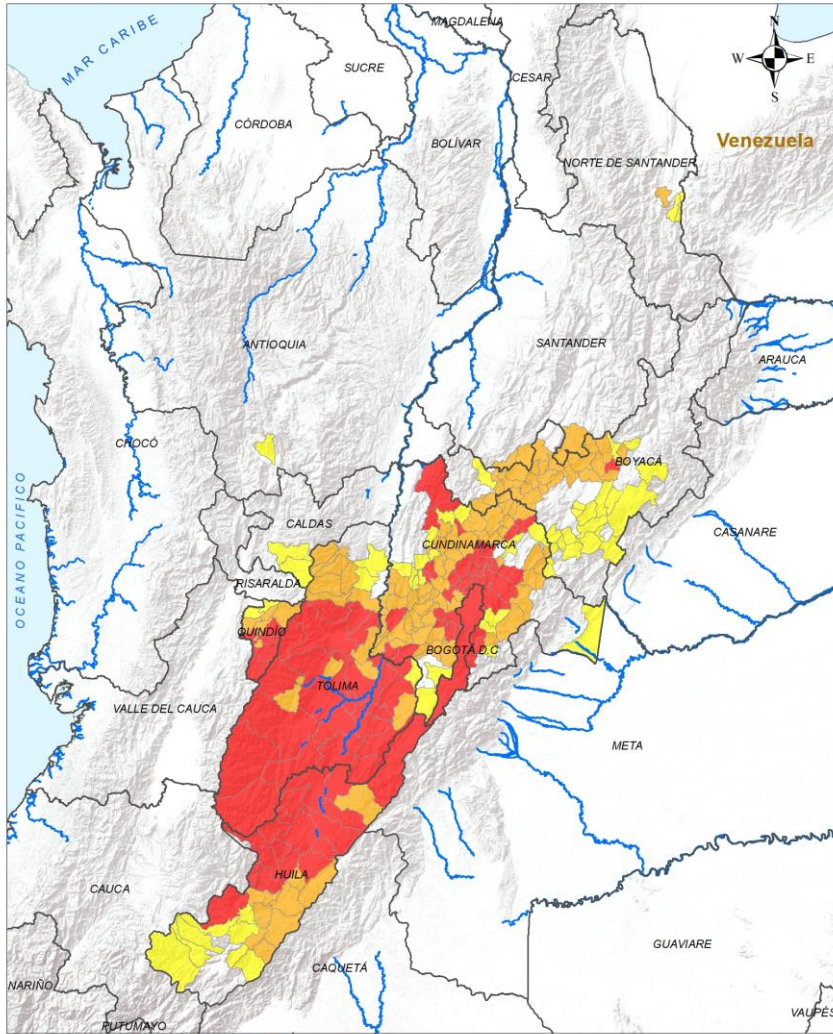 MAGDALENA
N
MAR CARIBE
W
E
SUCRE
CESAR
S
CÓRDOBA
BOLÍVAR
Venezuela
NORTE DE SANTANDER
ANTIOQUIA
SANTANDER
ARAUCA
CHOCÓ
BOYACÁ
OCEANO PACIFICO
CALDAS
CASANARE
CUNDINAMARCA
RISARALDA
QUINDÍO
BOGOTÁ D.C
TOLIMA
VALLE DEL CAUCA
META
HUILA
CAUCA
GUAVIARE
CAQUETÁ
NARIÑO
PUTUMAYO
VAUPÉS